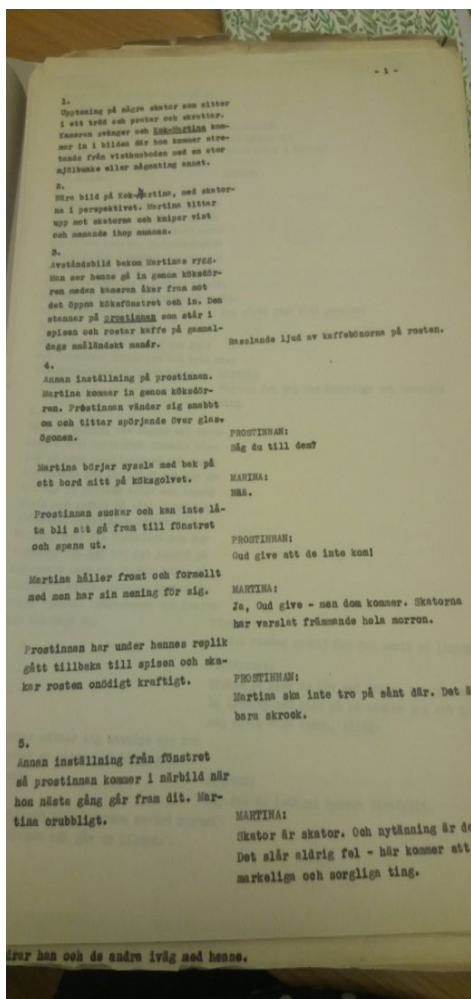 - 1 -
1.
Upptoning på några skator som sitter
i ett träd och pratar och skrattar.
Kameran svänger och Kok-Martina kom-
mer in i bilden där hon kommer stre-
tande från visthusboden med en stor
mjölbunke eller någonting annat.
2.
Nära bild på Kok-Martina, med skator-
na i perspektivet. Martina tittar
upp mot skatorna och kniper vist
och menande ihop munnen.
3.
Avståndsbild bakom Martinas rygg.
Man ser henne gå in genom köksdör-
ren medan kameran åker fram mot
det öppna köksfönstret och in. Den
stannar på prostinnan som står i
spisen och rostar kaffe på gammal-
dags småländskt manér.
Rasslande ljud av kaffebönorna på rosten.
4.
Annan inställning på prostinnan.
Martina kommer in genom köksdör-
ren. Prostinnan vänder sig snabbt
om och tittar spörjande över glas-
ögonen.
PROSTINNAN:
Såg du till dem?
Martina börjar syssla med bak på
ett bord mitt på köksgolvet.
MARTINA:
Nän.
Prostinnan suckar och kan inte lå-
ta bli att gå fram till fönstret
och spana ut.
PROSTINNAN:
Gud give att de inte kom!
Martina håller fromt och formellt
med men har sin mening för sig.
MARTINA:
Ja, Gud give - men dom kommer. Skatorna
har varslat främmande hela morron.
Prostinnan har under hennes replik
gått tillbaka till spisen och ska-
kar rosten onödigt kraftigt.
PROSTINNAN:
Martina ska inte tro på sånt där. Det ä
bara skrock.
5.
Annan inställning från fönstret
så prostinnan kommer i närbild när
hon nästa gång går fram dit. Mar-
tina orubbligt.
MARTINA:
Skator är skator. Och nytänning är de
Det slår aldrig fel - här kommer att
markeliga och sorgliga ting.
drar han och de andra iväg med henne.